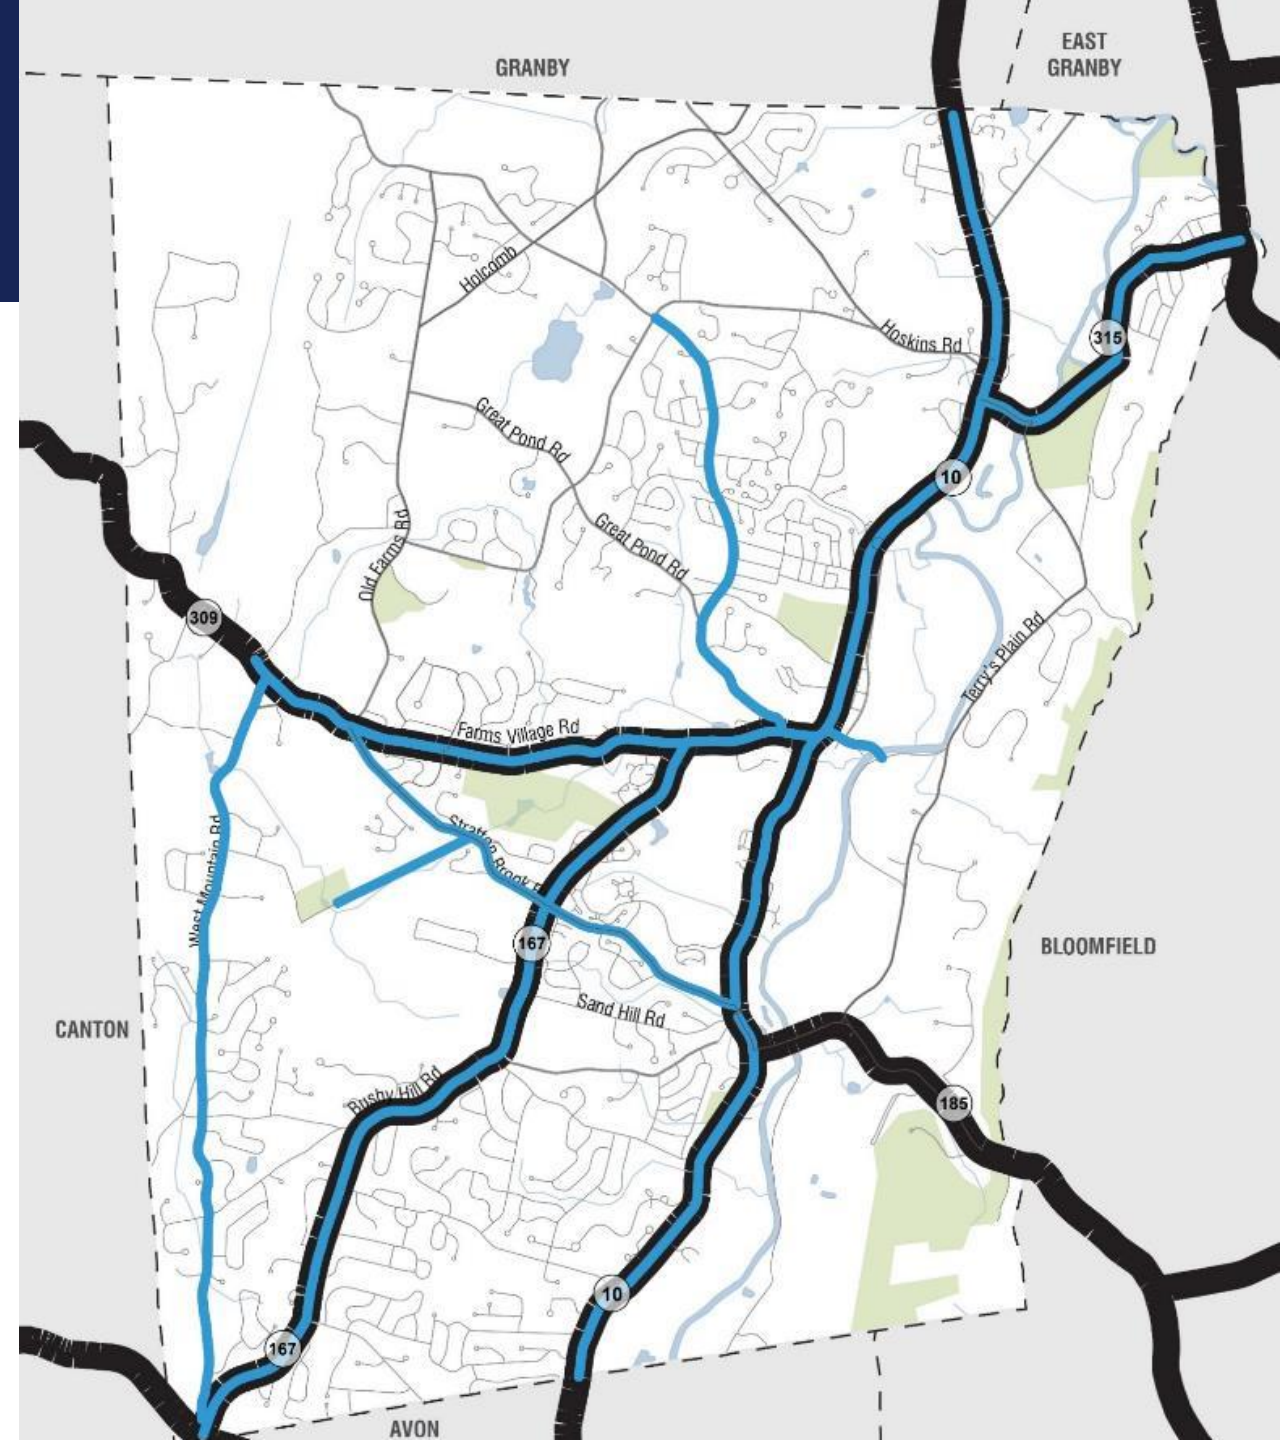 EAST
GRANBY
GRANBY
Holcomb
Hoskins Rd
315
Great Pond Rd
10
Great Pond Rd
Old Farms Rd
309
Terry's Plain Rd
Farms Village Rd
Stratton Brook
West Mountain Rd
167
BLOOMFIELD
Sand Hill Rd
CANTON
Bushy Hill Rd
185
10
167
AVON